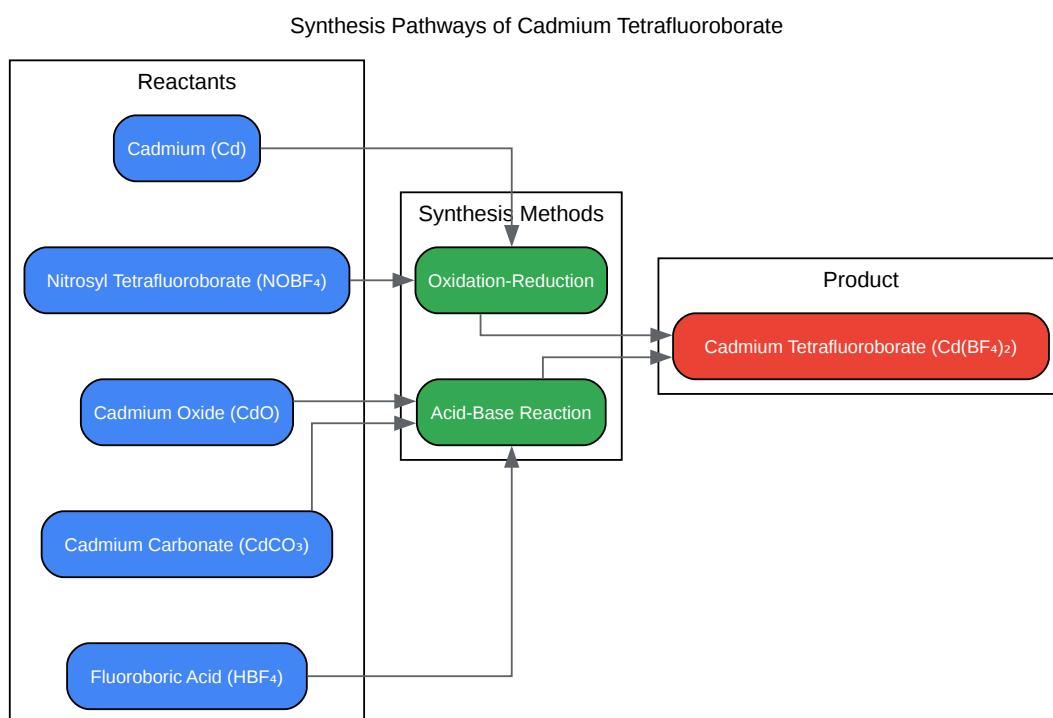 Synthesis Pathways of Cadmium Tetrafluoroborate
Reactants
Cadmium (Cd)
Synthesis Methods
Nitrosyl Tetrafluoroborate (NOBF₄)
Oxidation-Reduction
Product
Cadmium Tetrafluoroborate (Cd(BF₄)₂)
Cadmium Oxide (CdO)
Acid-Base Reaction
Cadmium Carbonate (CdCO₃)
Fluoroboric Acid (HBF₄)